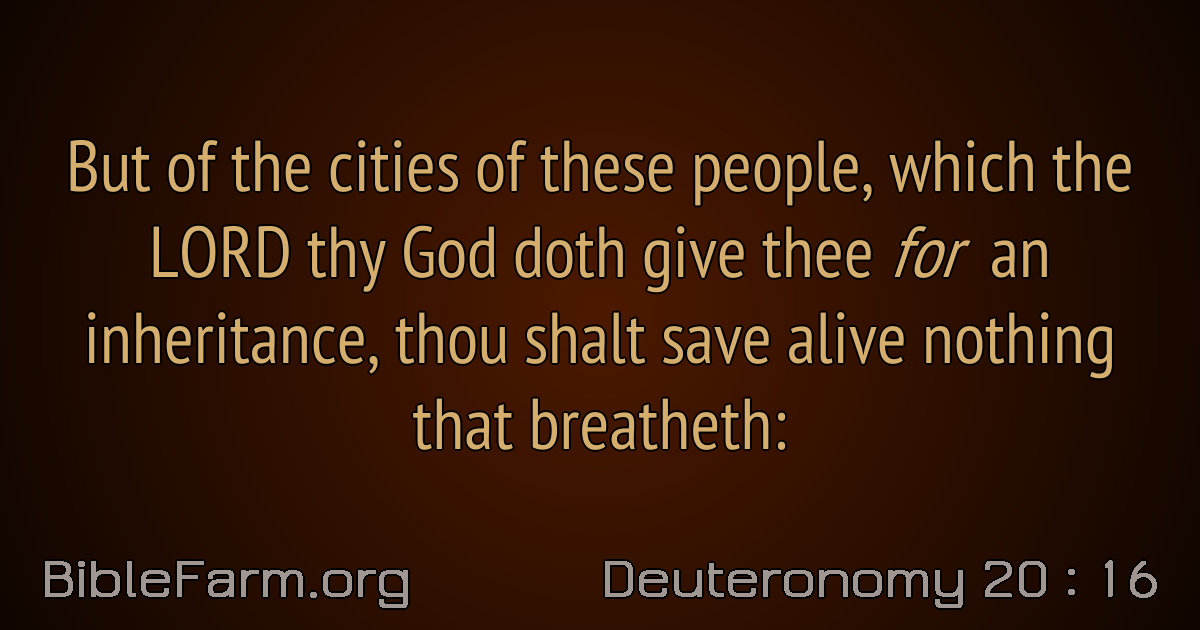 But of the cities of these people, which the
LORD thy God doth give thee for an
inheritance, thou shalt save alive nothing
that breatheth:
BibleFarm.org
Deuteronomy 20 : 16